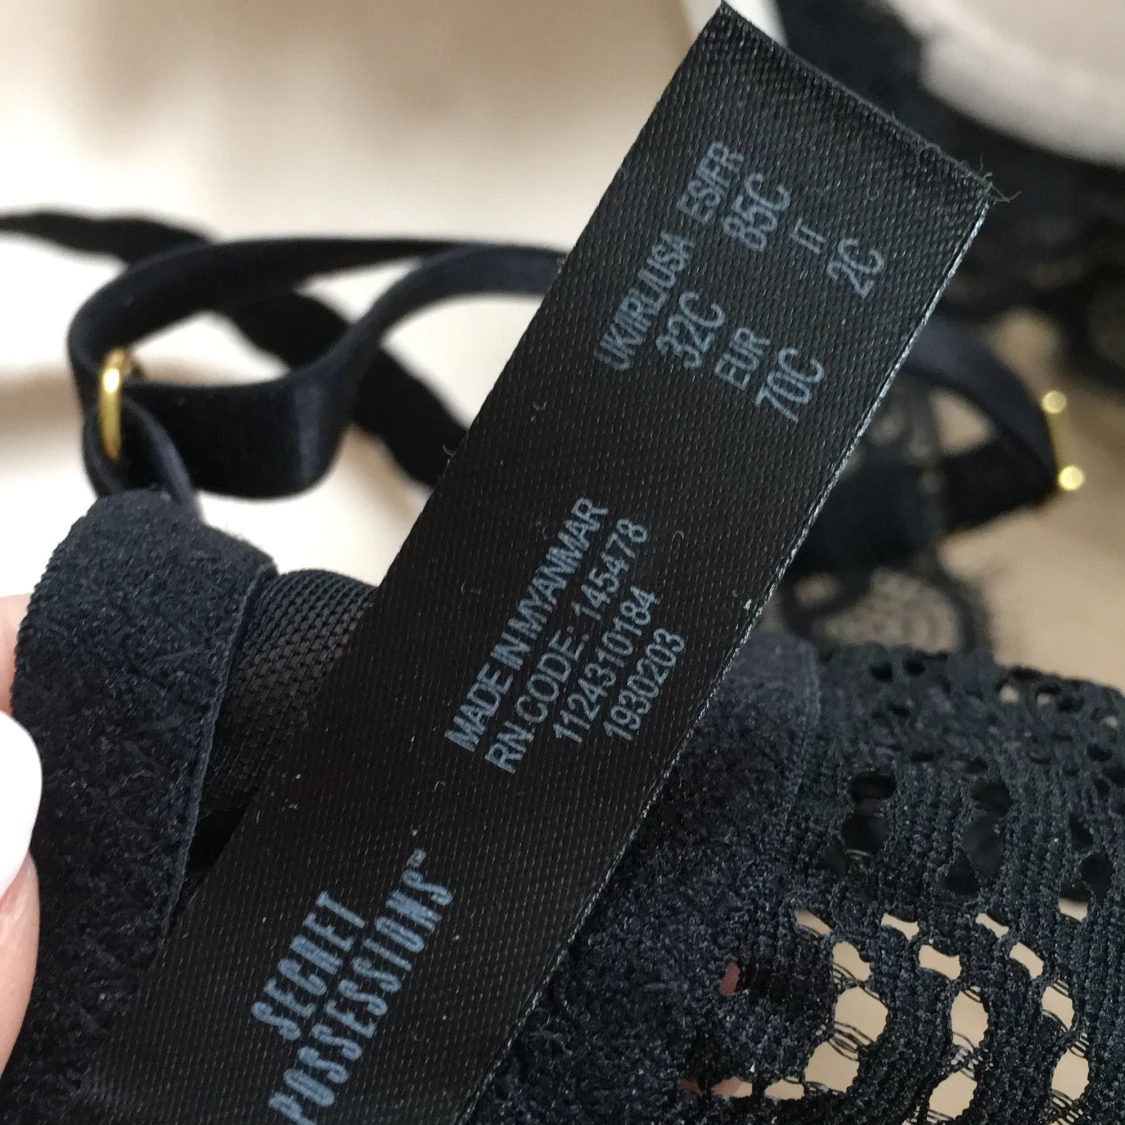 UK/IRL/USA ES/FR
32C 85C
EUR IT
70C 2C
MADE IN MYANMAR
RN CODE: 145478
1124310184
1930203
SECRET
POSSESSIONS™